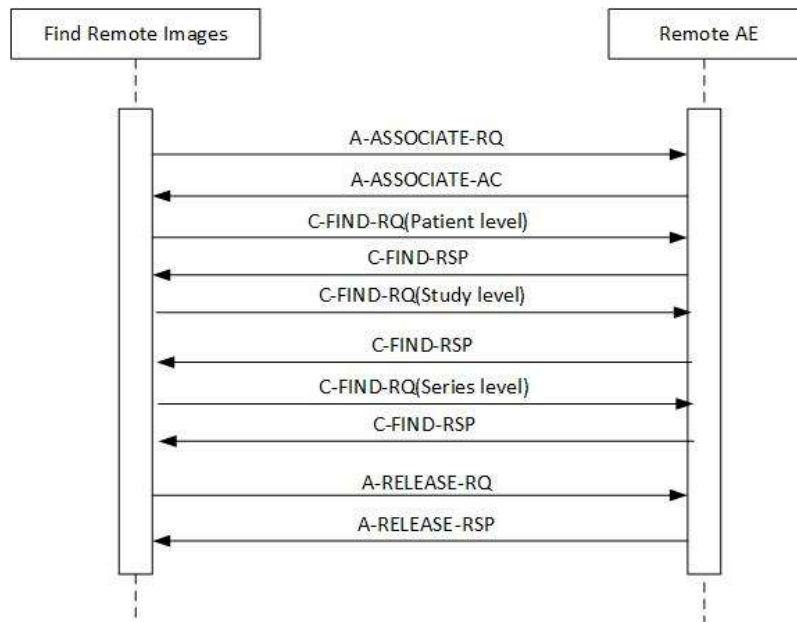 Find Remote Images
Remote AE
A-ASSOCIATE-RQ
A-ASSOCIATE-AC
C-FIND-RQ(Patient level)
C-FIND-RSP
C-FIND-RQ(Study level)
C-FIND-RSP
C-FIND-RQ(Series level)
C-FIND-RSP
A-RELEASE-RQ
A-RELEASE-RSP